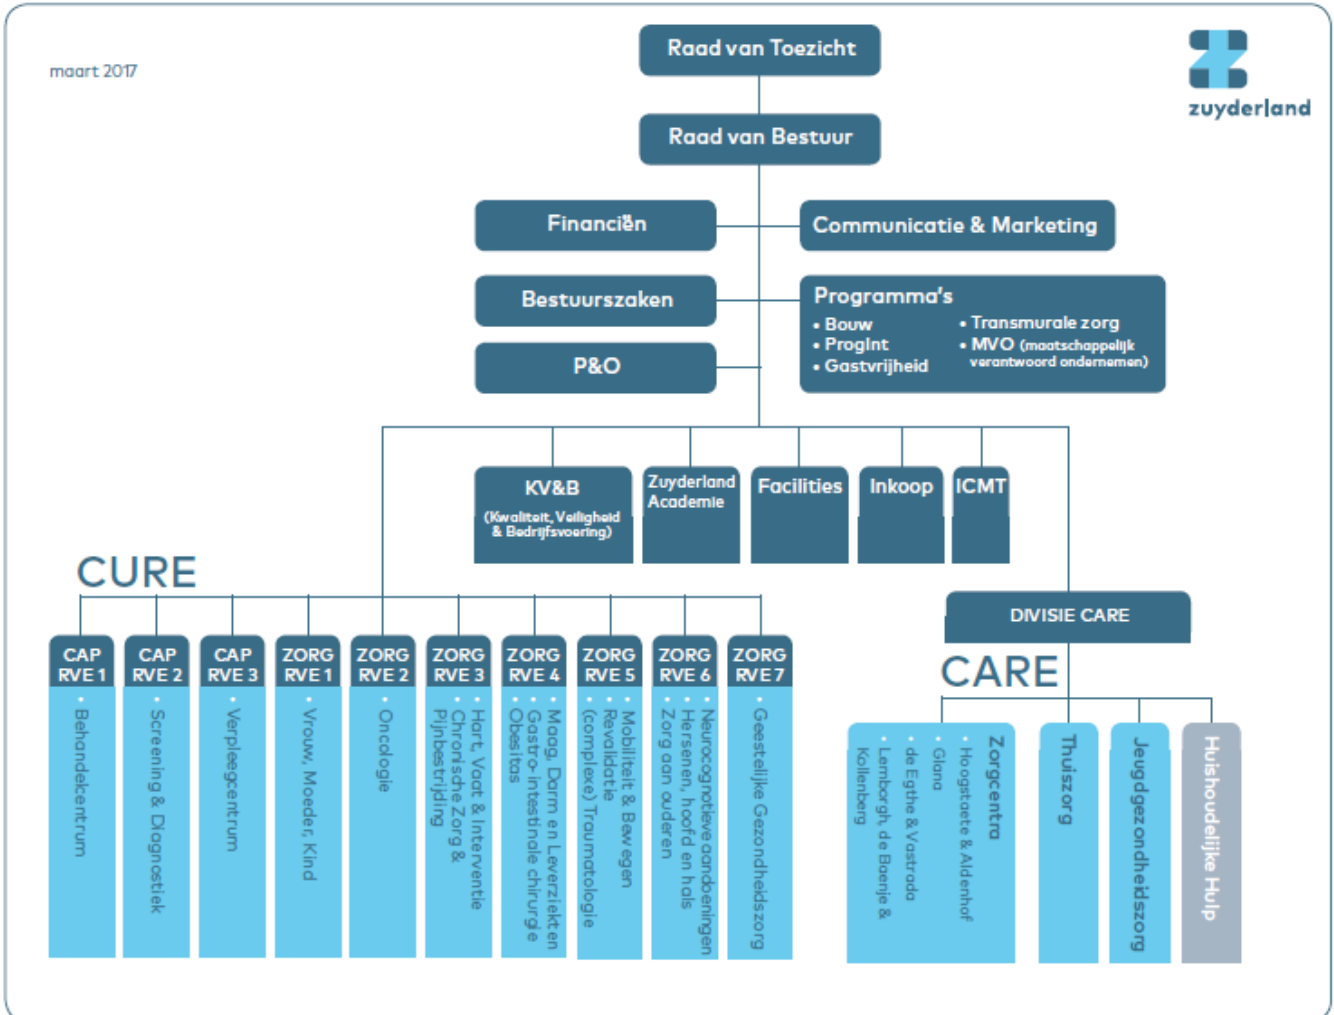 maart 2017
zuyderland
Raad van Toezicht
Raad van Bestuur
Financiën
Communicatie & Marketing
Bestuurszaken
Programma's
• Bouw
• ProgInt
• Gastvrijheid
• Transmurale zorg
• MVO (maatschappelijk
verantwoord ondernemen)
P&O
KV&B
(Kwaliteit, Veiligheid
& Bedrijfsvoering)
Zuyderland
Academie
Facilities
Inkoop
ICMT
CURE
CAP
RVE 1
• Behandelcentrum
CAP
RVE 2
• Screening & Diagnostiek
CAP
RVE 3
• Verpleegcentrum
ZORG
RVE 1
• Vrouw, Moeder, Kind
ZORG
RVE 2
• Oncologie
ZORG
RVE 3
• Hart, Vaat & Interventie
• Chronische Zorg &
Pijnbestrijding
ZORG
RVE 4
• Maag, Darm en Leverziekten
• Gastro-intestinale chirurgie
• Obesitas
ZORG
RVE 5
• Mobiliteit & Bewegen
• Revalidatie
• (complexe) Traumatologie
ZORG
RVE 6
• Neurocognotieve aandoeningen
• Hersenen, hoofd en hals
• Zorg aan ouderen
ZORG
RVE 7
• Geestelijke Gezondheidszorg
DIVISIE CARE
CARE
Zorgcentra
• Hoogstaete & Aldenhof
• Glana
• de Egthe & Vastrada
• Lemborgh, de Baenje &
Kollenberg
Thuiszorg
Jeugdgezondheidszorg
Huishoudelijke Hulp